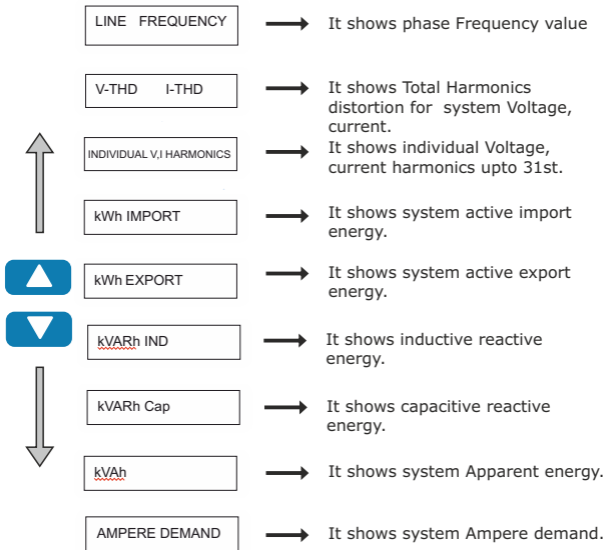 LINE FREQUENCY
It shows phase Frequency value
V-THD I-THD
It shows Total Harmonics
distortion for system Voltage,
current.
INDIVIDUAL V,I HARMONICS
It shows individual Voltage,
current harmonics upto 31st.
kWh IMPORT
It shows system active import
energy.
kWh EXPORT
It shows system active export
energy.
kVARh IND
It shows inductive reactive
energy.
kVARh Cap
It shows capacitive reactive
energy.
kVAh
It shows system Apparent energy.
AMPERE DEMAND
It shows system Ampere demand.